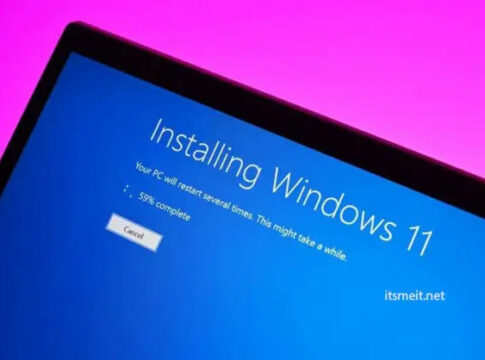 Installing Windows 11
Your PC will restart several times. This might take a while.
59% complete
Cancel
itsmeit.net